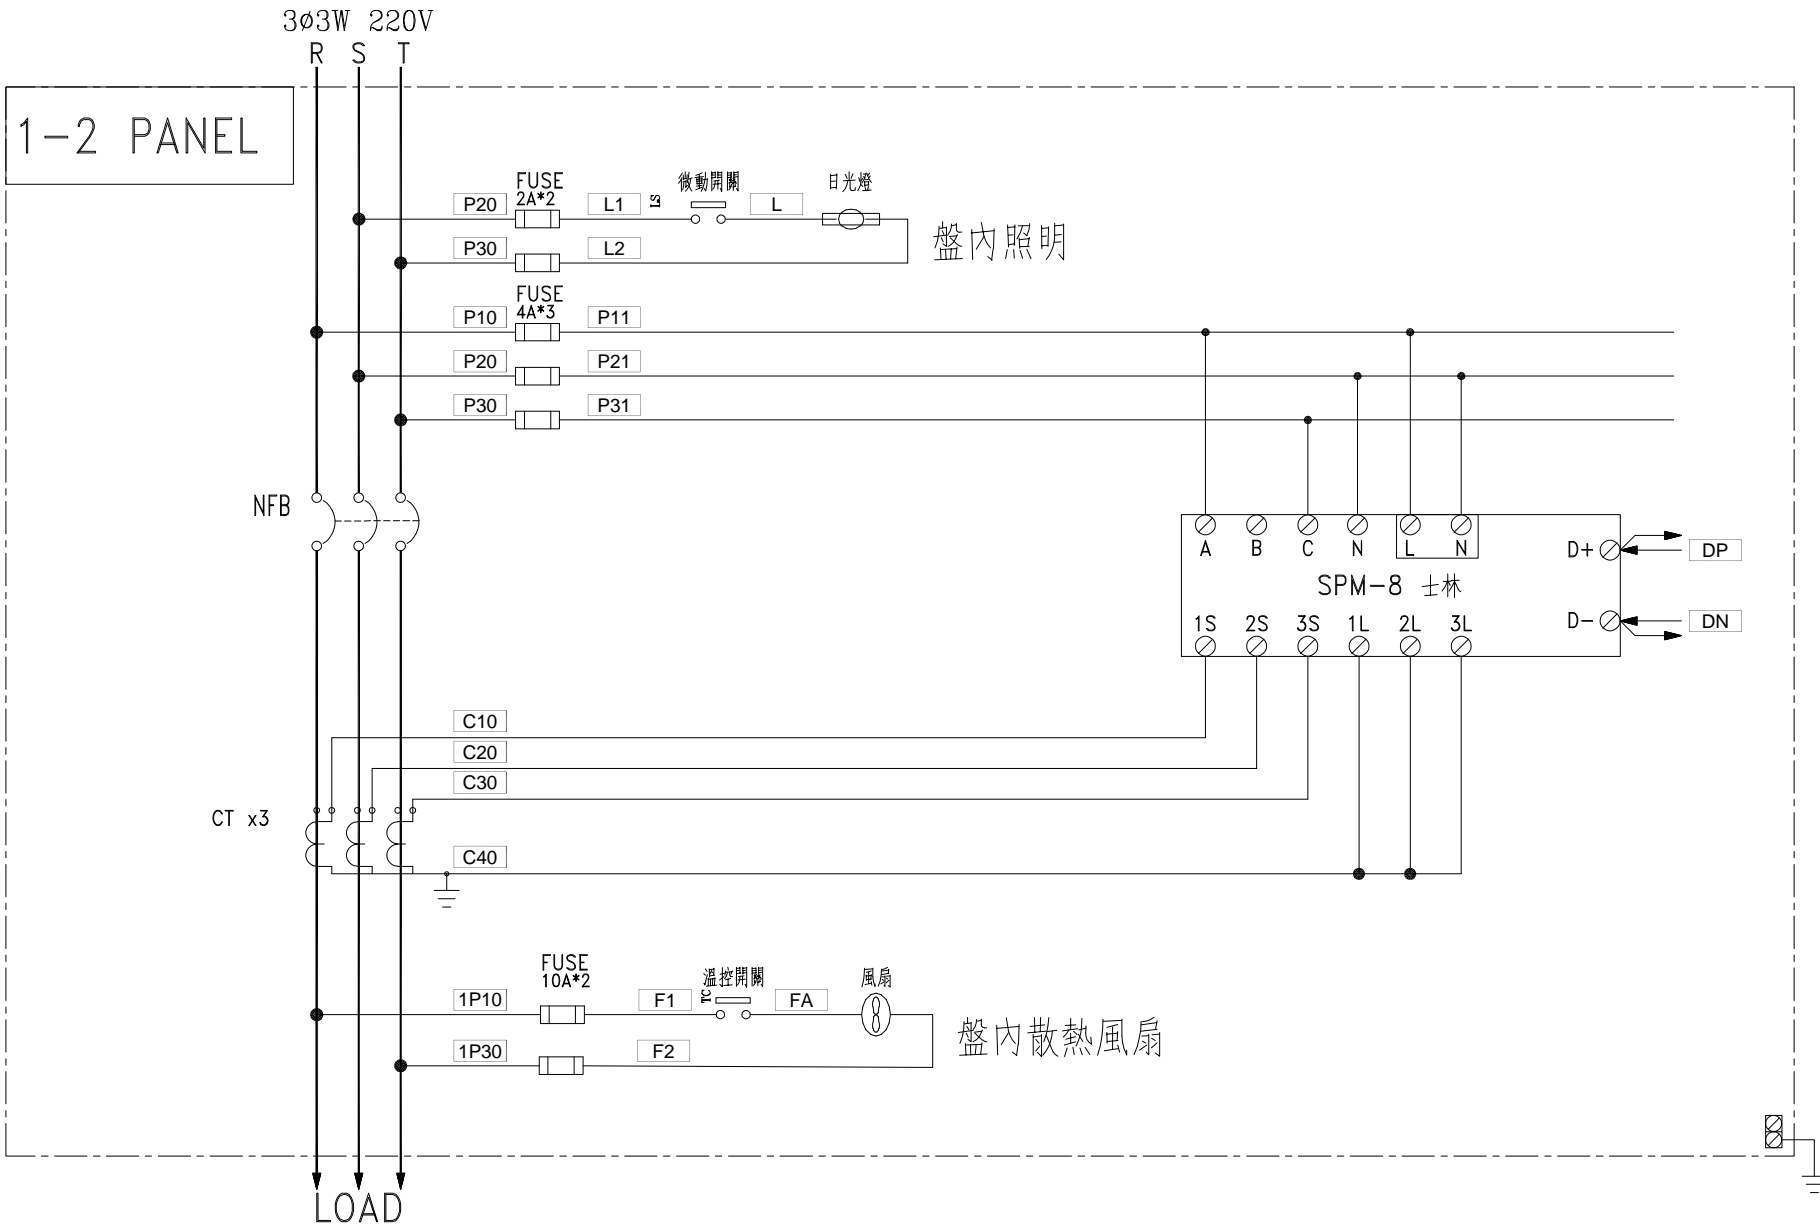 3ø3W 220V
R S T
1-2 PANEL
FUSE
2A*2
P20
L1
LS
微動開關
L
日光燈
P30
L2
盤內照明
FUSE
4A*3
P10
P11
P20
P21
P30
P31
NFB
A B C N L N
D+
DP
SPM-8 士林
D-
DN
1S 2S 3S 1L 2L 3L
C10
C20
C30
CT x3
C40
FUSE
10A*2
1P10
F1
TC
溫控開關
FA
風扇
1P30
F2
盤內散熱風扇
LOAD